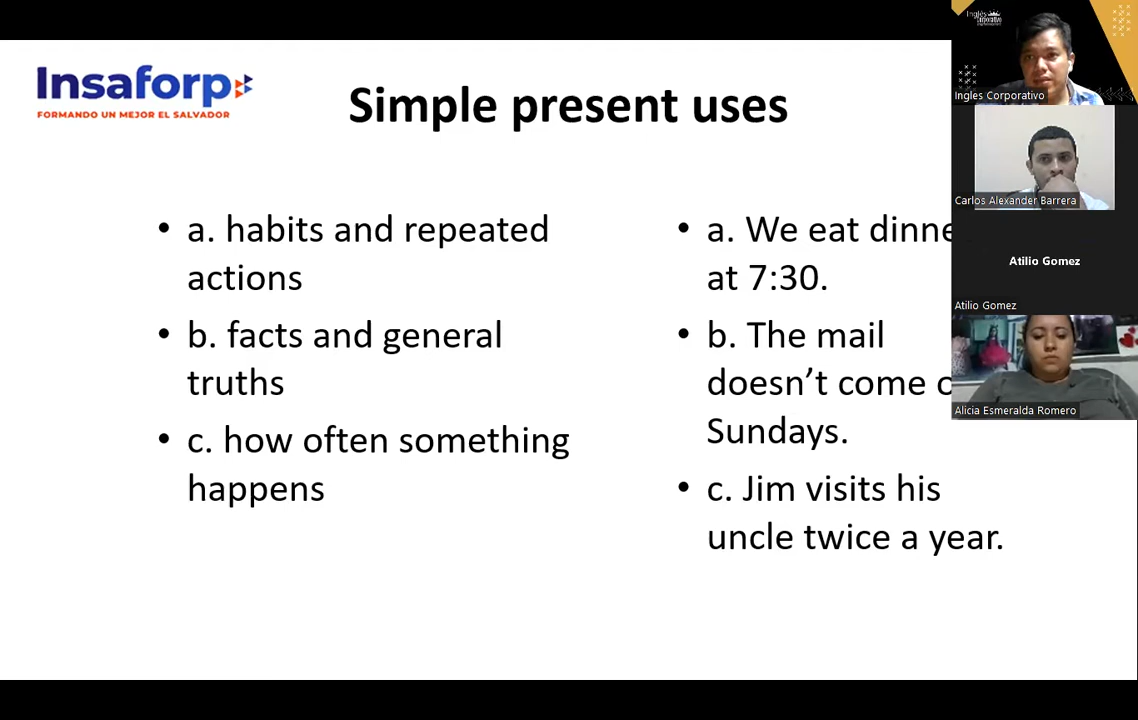 Insaforp
FORMANDO UN MEJOR EL SALVADOR
Simple present uses
• a. habits and repeated
actions
• b. facts and general
truths
• c. how often something
happens
• a. We eat dinne
at 7:30.
• b. The mail
doesn’t come
Sundays.
• c. Jim visits his
uncle twice a year.
Inglés
Corporativo
Ingles Corporativo
Carlos Alexander Barrera
Atilio Gomez
Atilio Gomez
Alicia Esmeralda Romero